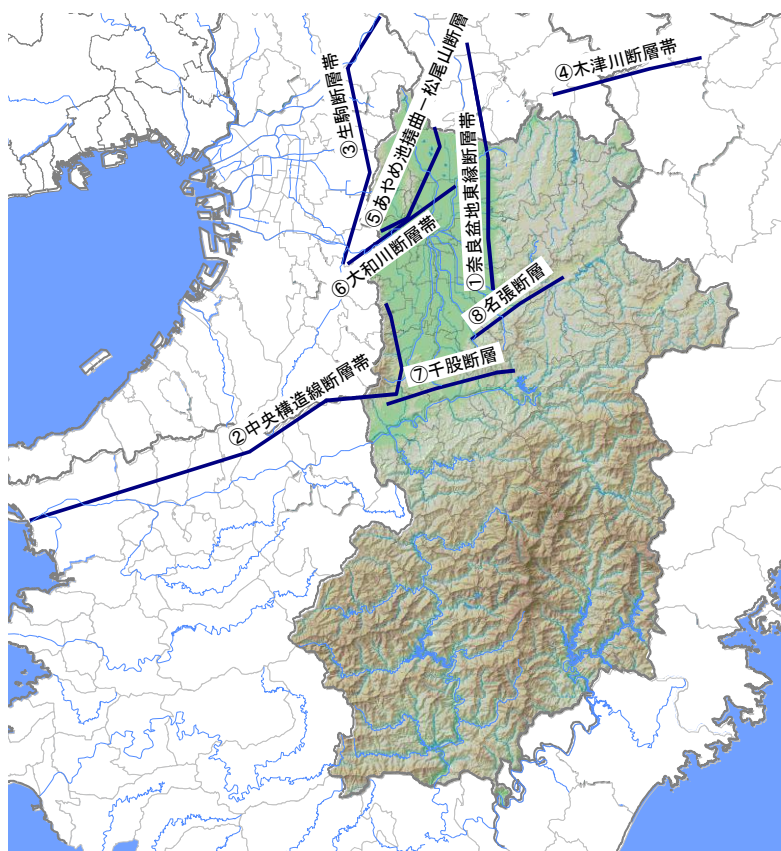 ①奈良盆地東縁断層帯
②中央構造線断層帯
③生駒断層帯
④木津川断層帯
⑤あやめ池撓曲－松尾山断層
⑥大和川断層帯
⑦千股断層
⑧名張断層